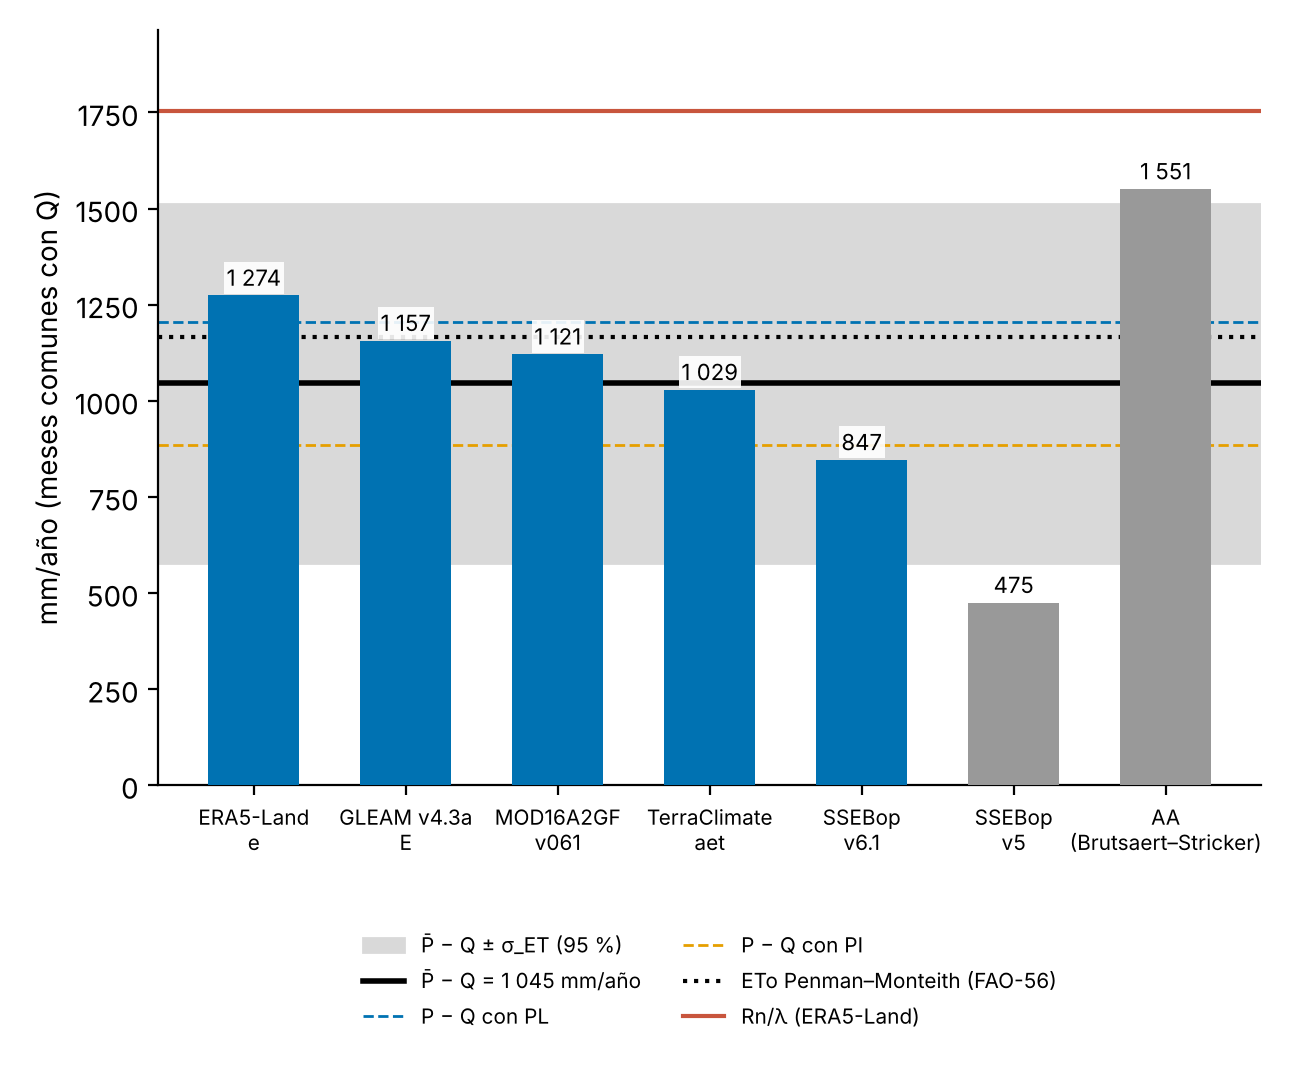 mm/año (meses comunes con Q)
1750
1500
1250
1000
750
500
250
0
1 274
1 157
1 121
1 029
847
475
1 551
ERA5-Land
e
GLEAM v4.3a
E
MOD16A2GF
v061
TerraClimate
aet
SSEBop
v6.1
SSEBop
v5
AA
(Brutsaert–Stricker)
P̄ − Q ± σ_ET (95 %)
P̄ − Q = 1 045 mm/año
P − Q con PL
P − Q con PI
ETo Penman–Monteith (FAO-56)
Rn/λ (ERA5-Land)